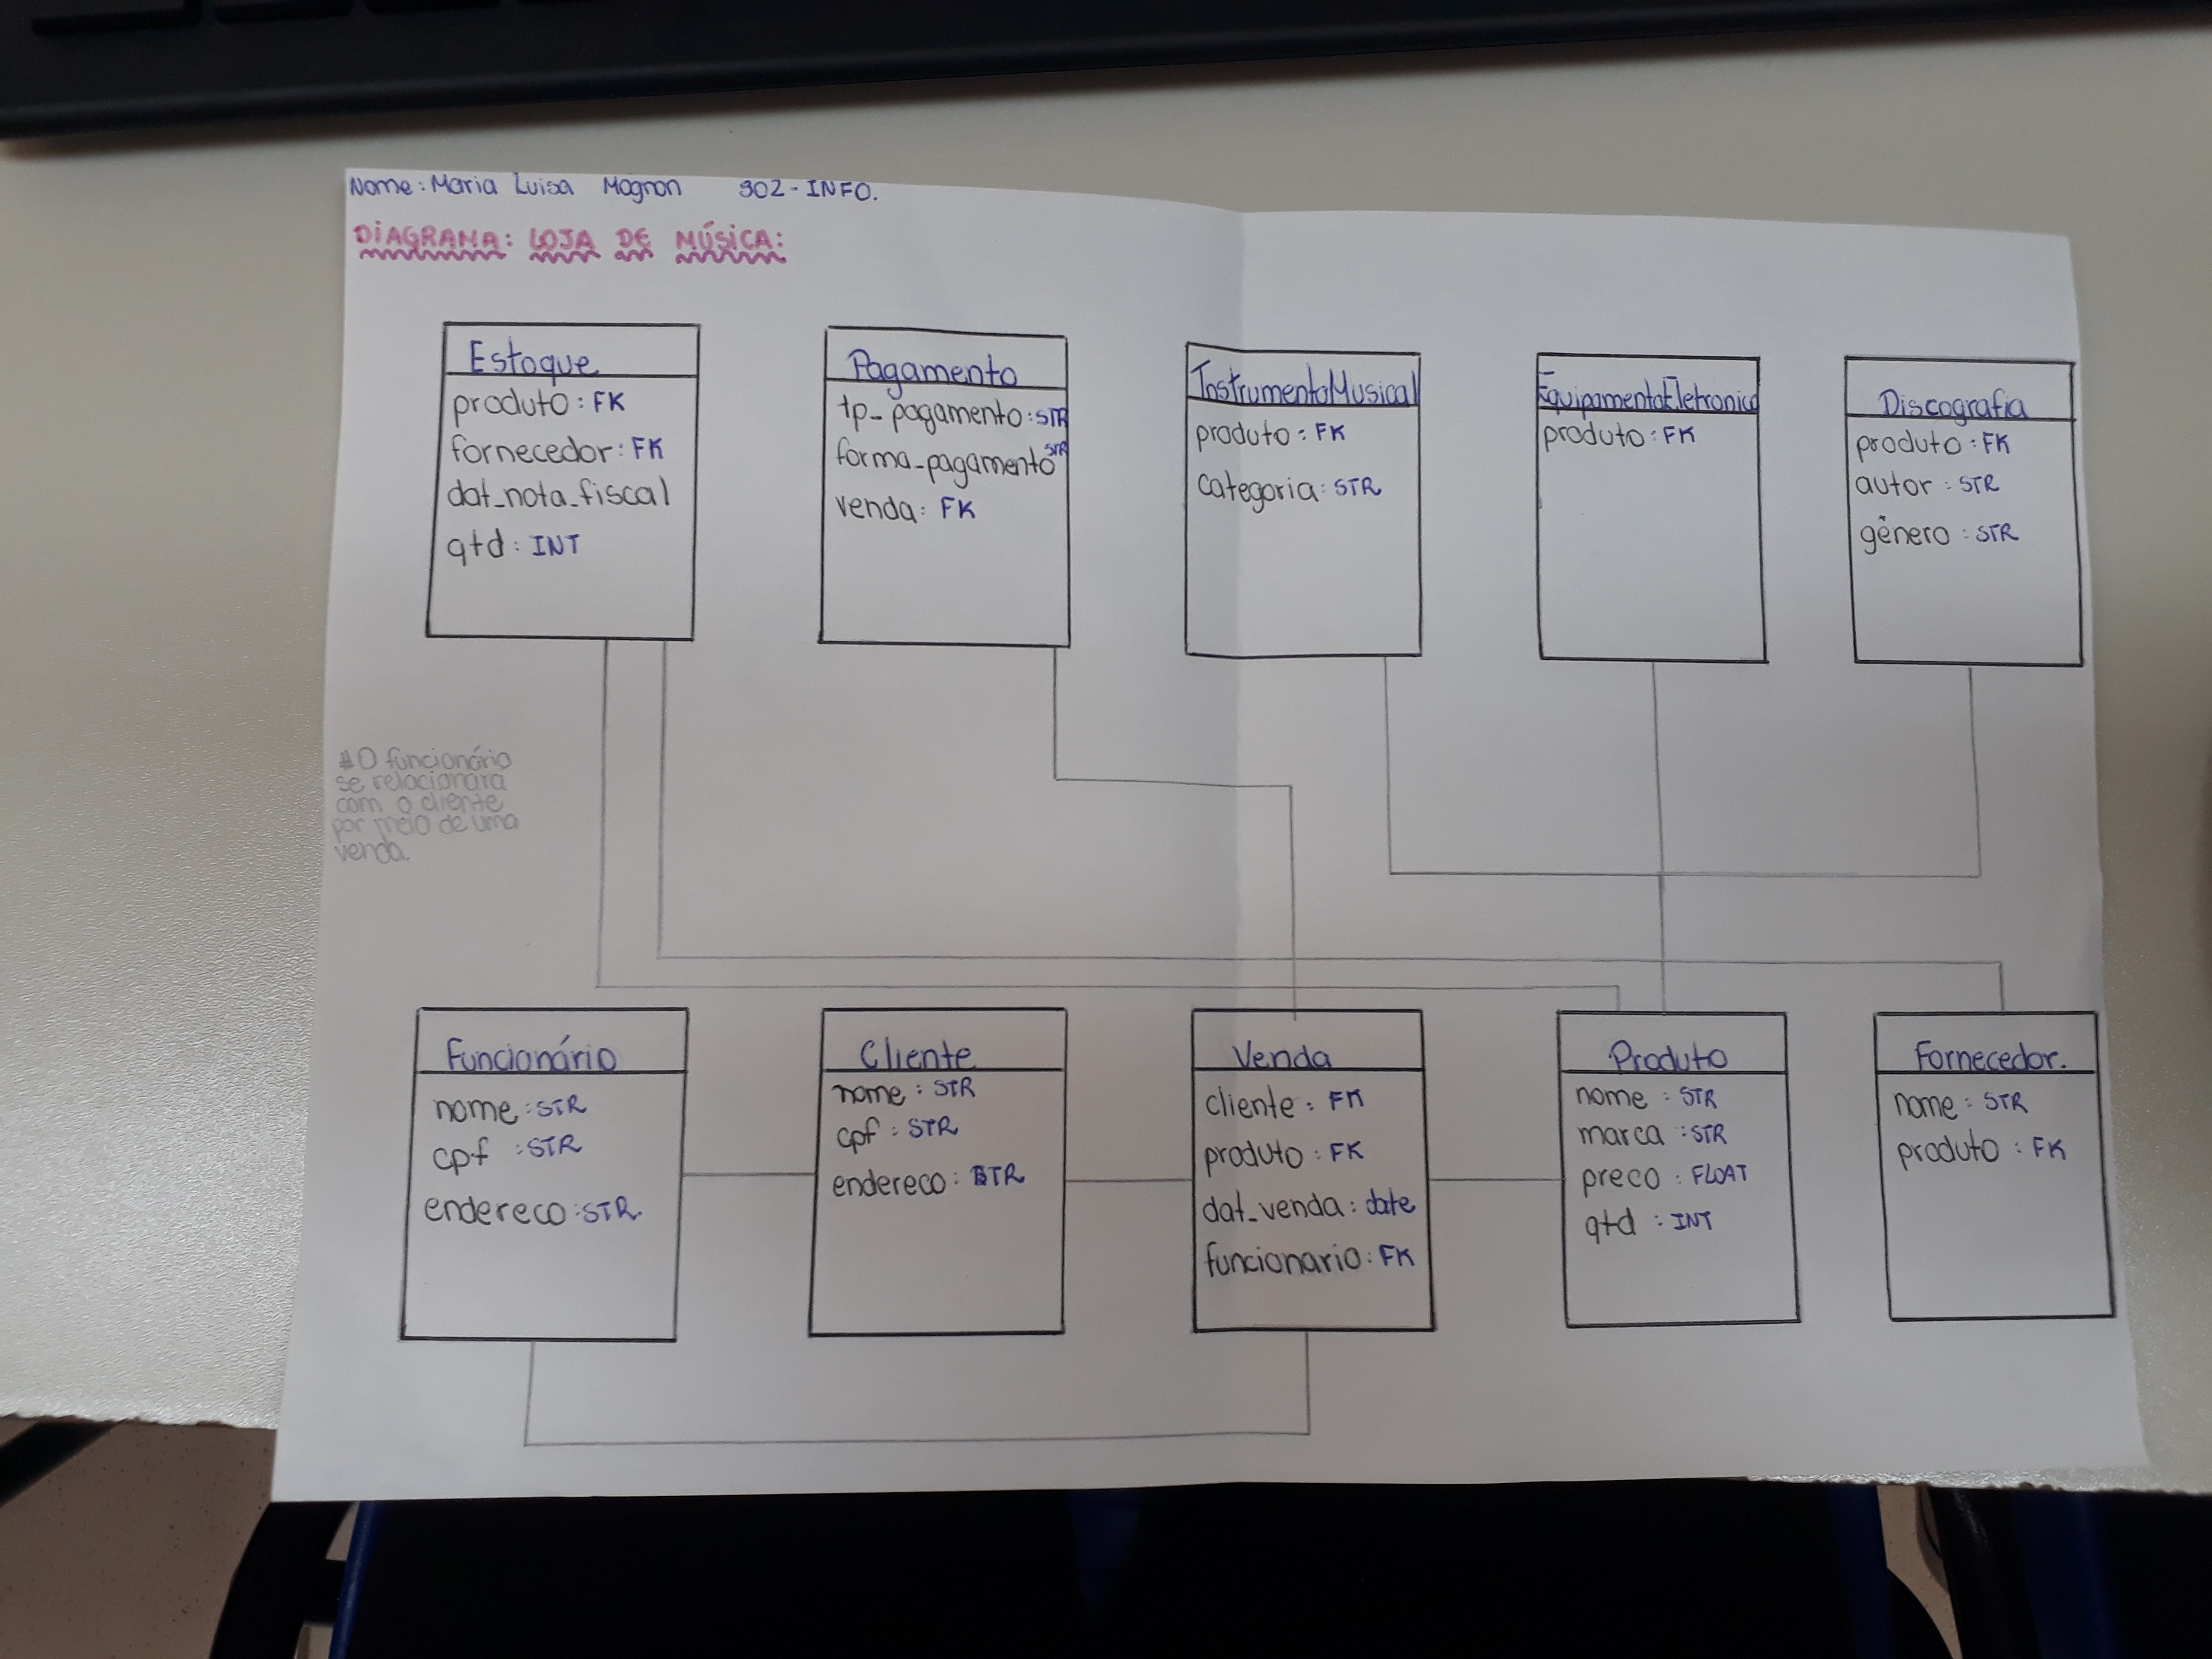 Nome: Maria Luisa Mognon 302 - INFO.
DIAGRAMA: LOJA DE MÚSICA:
Estoque
produto : FK
fornecedor : FK
dat_nota_fiscal
qtd : INT
Pagamento
tp_pagamento : STR
forma_pagamento STR
venda : FK
InstrumentoMusical
produto : FK
categoria : STR
EquipamentoEletronico
produto : FK
Discografia
produto : FK
autor : STR
gênero : STR
#O funcionário
se relacionara
com o cliente
por meio de uma
venda.
Funcionário
nome : STR
cpf : STR
endereco : STR
Cliente
nome : STR
cpf : STR
endereco : STR
Venda
cliente : FK
produto : FK
dat_venda : date
funcionario : FK
Produto
nome : STR
marca : STR
preco : FLOAT
qtd : INT
Fornecedor.
nome : STR
produto : FK